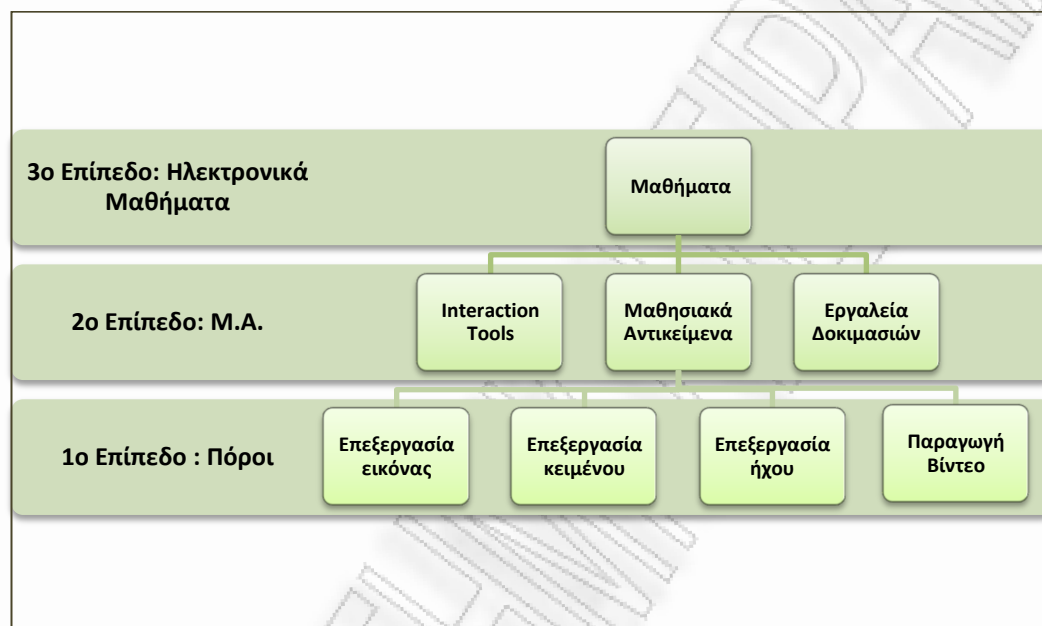 3ο Επίπεδο: Ηλεκτρονικά
Μαθήματα
Μαθήματα
2ο Επίπεδο: Μ.Α.
Interaction
Tools
Μαθησιακά
Αντικείμενα
Εργαλεία
Δοκιμασιών
1ο Επίπεδο : Πόροι
Επεξεργασία
εικόνας
Επεξεργασία
κειμένου
Επεξεργασία
ήχου
Παραγωγή
Βίντεο